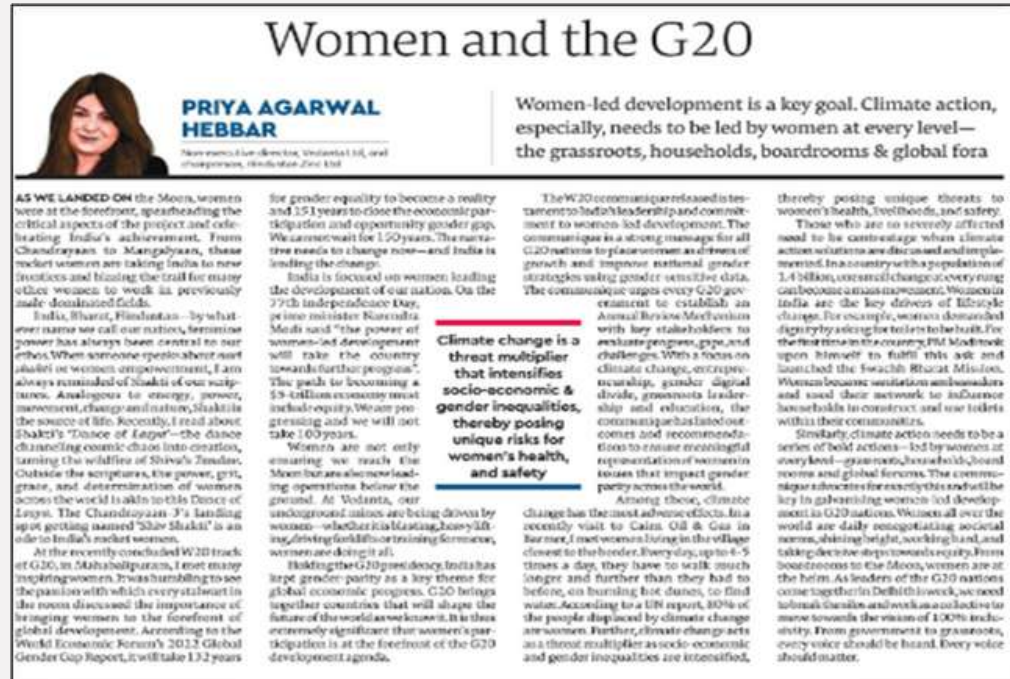 Women and the G20
PRIYA AGARWAL
HEBBAR
Non-executive director, Vedanta Ltd, and
chairperson, Hindustan Zinc Ltd
Women-led development is a key goal. Climate action,
especially, needs to be led by women at every level—
the grassroots, households, boardrooms & global fora
AS WE LANDED ON the Moon, women
were at the forefront, spearheading the
critical aspects of the project and cele-
brating India's achievement. From
Chandrayaan to Mangalyaan, these
rocket women are taking India to new
frontiers and blazing the trail for many
other women to work in previously
male-dominated fields.
India, Bharat, Hindustan—by what-
ever name we call our nation, feminine
power has always been central to our
ethos. When someone speaks about nari
shakti or women empowerment, I am
always reminded of Shakti of our scrip-
tures. Analogous to energy, power,
movement, change and nature, Shakti is
the source of life. Recently, I read about
Shakti's 'Dance of Lasya'—the dance
channeling cosmic chaos into creation,
taming the wildfire of Shiva's Tandav.
Outside the scriptures, the power, grit,
grace, and determination of women
across the world is akin to this Dance of
Lasya. The Chandrayaan-3's landing
spot getting named 'Shiv Shakti' is an
ode to India's rocket women.
At the recently concluded W20 track
of G20, in Mahabalipuram, I met many
inspiring women. It was humbling to see
the passion with which every stalwart in
the room discussed the importance of
bringing women to the forefront of
global development. According to the
World Economic Forum's 2022 Global
Gender Gap Report, it will take 132 years
for gender equality to become a reality
and 151 years to close the economic par-
ticipation and opportunity gender gap.
We cannot wait for 150 years. The narra-
tive needs to change now—and India is
leading the change.
India is focused on women leading
the development of our nation. On the
77th Independence Day,
prime minister Narendra
Modi said "the power of
women-led development
will take the country
towards further progress".
The path to becoming a
$5-trillion economy must
include equity. We are pro-
gressing and we will not
take 100 years.
Women are not only
ensuring we reach the
Moon but are also now lead-
ing operations below the
ground. At Vedanta, our
underground mines are being driven by
women—whether it is blasting, heavy lift-
ing, driving forklifts or training for rescue,
women are doing it all.
Holding the G20 presidency, India has
kept gender-parity as a key theme for
global economic progress. G20 brings
together countries that will shape the
future of the world as we know it. It is thus
extremely significant that women's par-
ticipation is at the forefront of the G20
development agenda.
Climate change is a
threat multiplier
that intensifies
socio-economic &
gender inequalities,
thereby posing
unique risks for
women's health,
and safety
The W20 communique released is tes-
tament to India's leadership and commit-
ment to women-led development. The
communique is a strong message for all
G20 nations to place women as drivers of
growth and improve national gender
strategies using gender-sensitive data.
The communique urges every G20 gov-
ernment to establish an
Annual Review Mechanism
with key stakeholders to
evaluate progress, gaps, and
challenges. With a focus on
climate change, entrepre-
neurship, gender digital
divide, grassroots leader-
ship and education, the
communique has listed out-
comes and recommenda-
tions to ensure meaningful
representation of women in
issues that impact gender
parity across the world.
Among these, climate
change has the most adverse effects. In a
recently visit to Cairn Oil & Gas in
Barmer, I met women living in the village
closest to the border. Every day, up to 4-5
times a day, they have to walk much
longer and further than they had to
before, on burning hot dunes, to find
water. According to a UN report, 80% of
the people displaced by climate change
are women. Further, climate change acts
as a threat multiplier as socio-economic
and gender inequalities are intensified,
thereby posing unique threats to
women's health, livelihoods, and safety.
Those who are so severely affected
need to be centrestage when climate
action solutions are discussed and imple-
mented. In a country with a population of
1.4 billion, one small change at every rung
can become a mass movement. Women in
India are the key drivers of lifestyle
change. For example, women demanded
dignity by asking for toilets to be built. For
the first time in the country, PM Modi took
upon himself to fulfil this ask and
launched the Swachh Bharat Mission.
Women became sanitation ambassadors
and used their network to influence
households to construct and use toilets
within their communities.
Similarly, climate action needs to be a
series of bold actions—led by women at
every level—grassroots, households, board
rooms and global forums. The commu-
nique advocates for exactly this and will be
key in galvanising women-led develop-
ment in G20 nations. Women all over the
world are daily renegotiating societal
norms, shining bright, working hard, and
taking decisive steps towards equity. From
boardrooms to the Moon, women are at
the helm. As leaders of the G20 nations
come together in Delhi this week, we need
to break the silos and work as a collective to
move towards the vision of 100% inclu-
sivity. From government to grassroots,
every voice should be heard. Every voice
should matter.